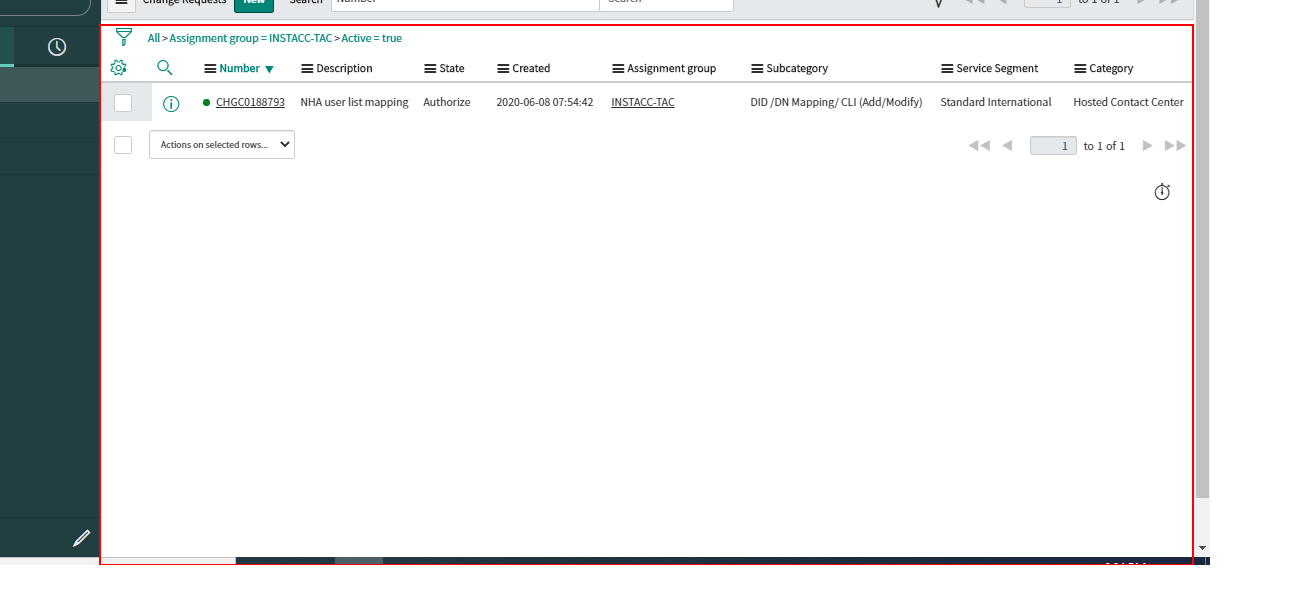 Change Requests New Search Number Search 1 to 1 of 1
All > Assignment group = INSTACC-TAC > Active = true
Number Description State Created Assignment group Subcategory Service Segment Category
CHGC0188793 NHA user list mapping Authorize 2020-06-08 07:54:42 INSTACC-TAC DID /DN Mapping/ CLI (Add/Modify) Standard International Hosted Contact Center
Actions on selected rows... 1 to 1 of 1